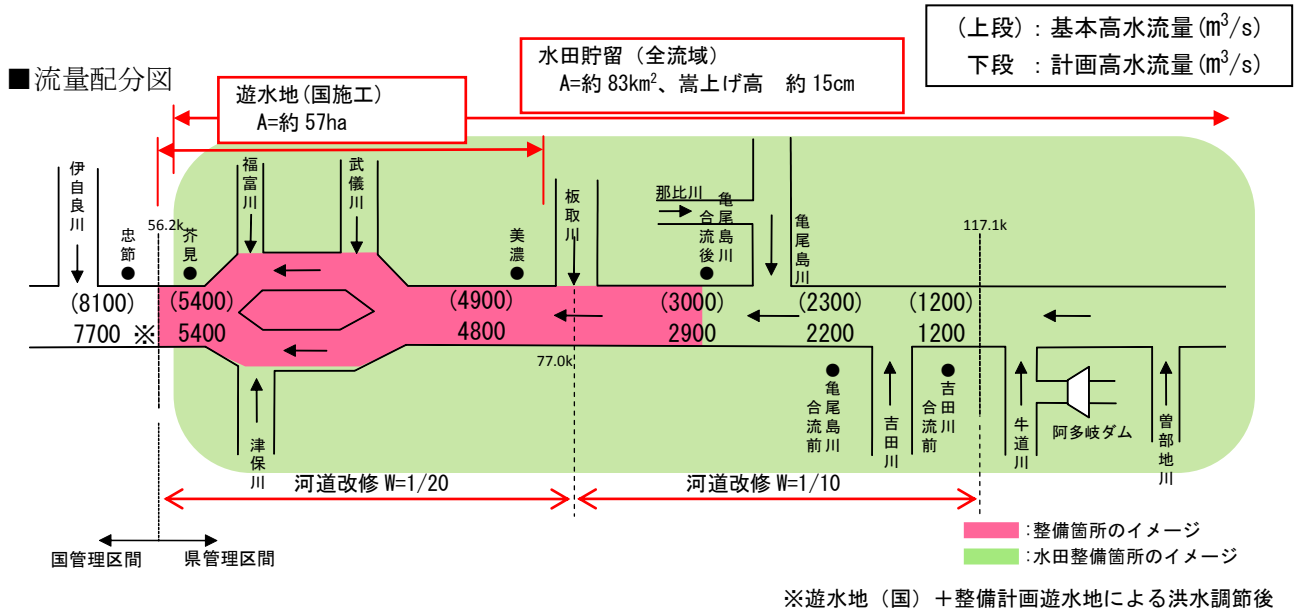 (上段): 基本高水流量(m³/s)
下段 : 計画高水流量(m³/s)
■流量配分図
水田貯留(全流域)
A=約 83km²、嵩上げ高 約 15cm
遊水地(国施工)
A=約 57ha
伊自良川
忠節
56.2k
芥見
福富川
武儀川
美濃
板取川
那比川
亀尾島川
合流後
亀尾島川
117.1k
(8100)
(5400)
(4900)
(3000)
(2300)
(1200)
7700 ※
5400
4800
2900
2200
1200
77.0k
津保川
亀尾島川
合流前
吉田川
吉田川
合流前
牛道川
阿多岐ダム
曽部地川
河道改修 W=1/20
河道改修 W=1/10
国管理区間
県管理区間
:整備箇所のイメージ
:水田整備箇所のイメージ
※遊水地(国)+整備計画遊水地による洪水調節後